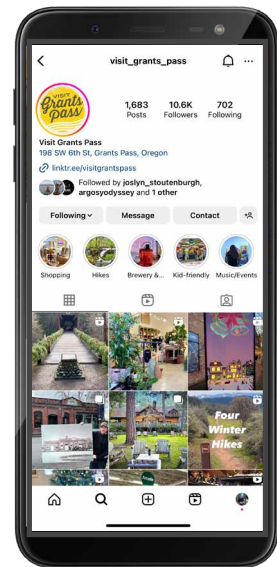 visit_grants_pass
VISIT
Grants
Pass
1,683
Posts
10.6K
Followers
702
Following
Visit Grants Pass
198 SW 6th St, Grants Pass, Oregon
linktr.ee/visitgrantspass
Followed by joslyn_stoutenburgh,
argosyodyssey and 1 other
Following
Message
Contact
Shopping
Hikes
Brewery &...
Kid-friendly
Music/Events
Four
Winter
Hikes